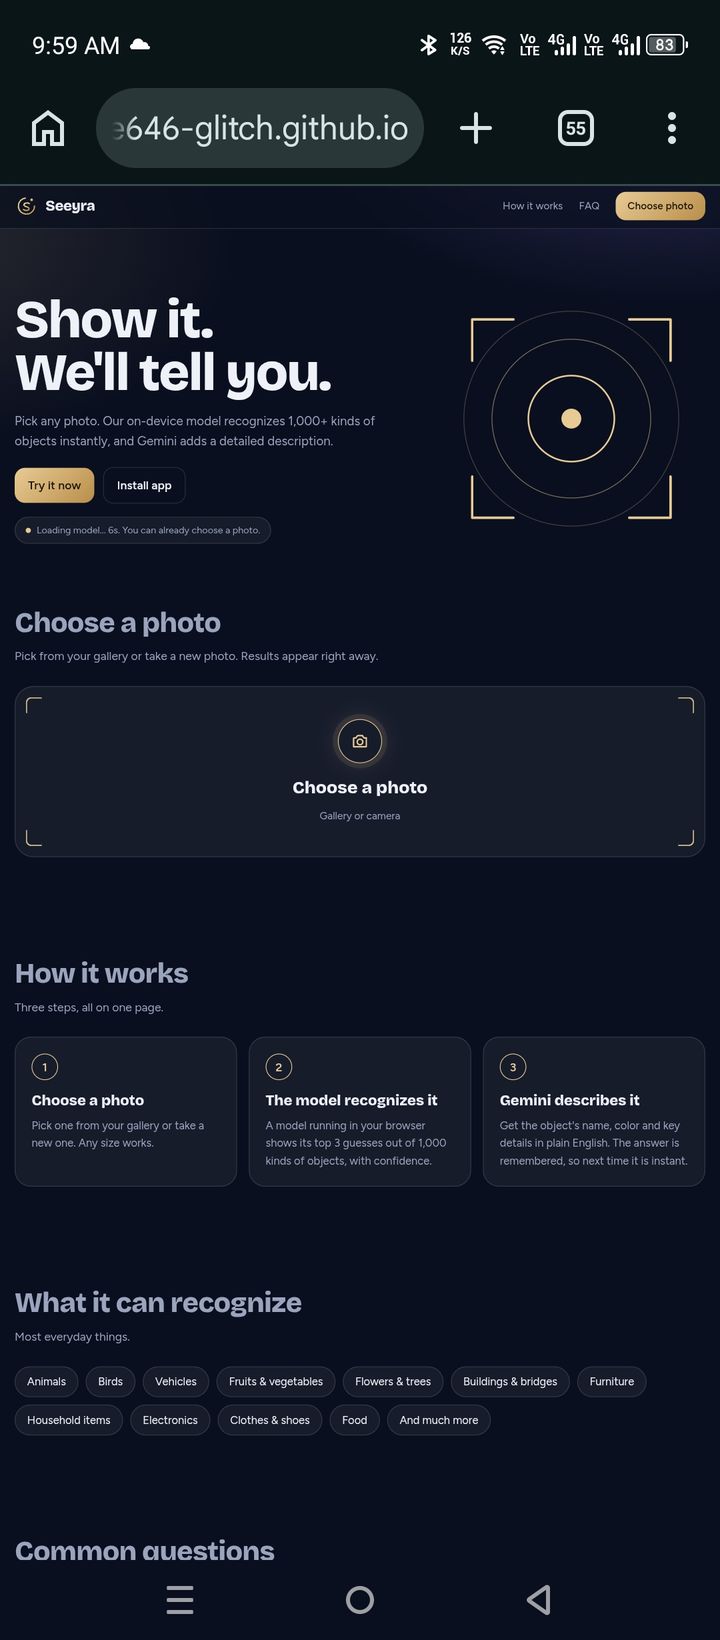 9:59 AM
126 K/S
Vo LTE 4G Vo LTE 4G 83
e646-glitch.github.io
55
Seeyra
How it works
FAQ
Choose photo
Show it.
We'll tell you.
Pick any photo. Our on-device model recognizes 1,000+ kinds of
objects instantly, and Gemini adds a detailed description.
Try it now
Install app
Loading model... 6s. You can already choose a photo.
Choose a photo
Pick from your gallery or take a new photo. Results appear right away.
Choose a photo
Gallery or camera
How it works
Three steps, all on one page.
1
Choose a photo
Pick one from your gallery or take a
new one. Any size works.
2
The model recognizes it
A model running in your browser
shows its top 3 guesses out of 1,000
kinds of objects, with confidence.
3
Gemini describes it
Get the object's name, color and key
details in plain English. The answer is
remembered, so next time it is instant.
What it can recognize
Most everyday things.
Animals
Birds
Vehicles
Fruits & vegetables
Flowers & trees
Buildings & bridges
Furniture
Household items
Electronics
Clothes & shoes
Food
And much more
Common questions